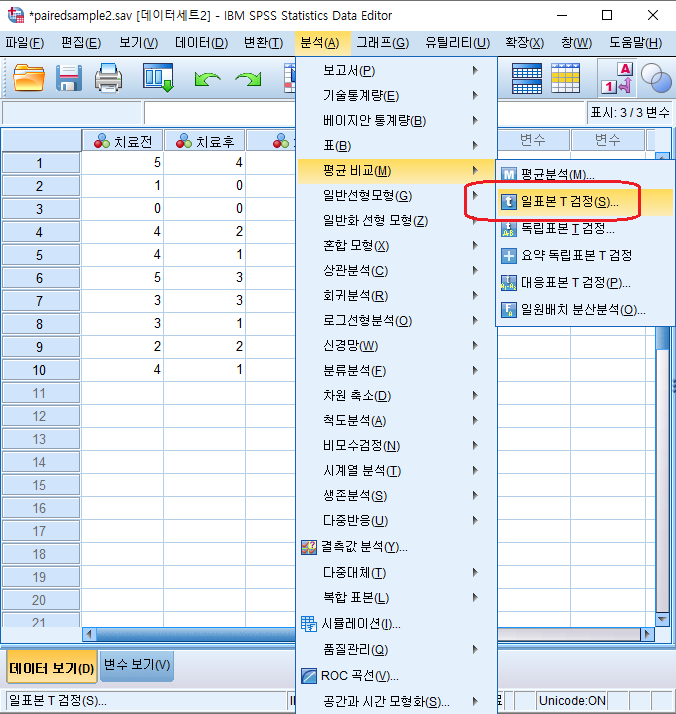 *pairedsample2.sav [데이터세트2] - IBM SPSS Statistics Data Editor
파일(F) 편집(E) 보기(V) 데이터(D) 변환(T) 분석(A) 그래프(G) 유틸리티(U) 확장(X) 창(W) 도움말(H)
표시: 3 / 3 변수
치료전 치료후 변수 변수
1 5 4
2 1 0
3 0 0
4 4 2
5 4 1
6 5 3
7 3 3
8 3 1
9 2 2
10 4 1
11
12
13
14
15
16
17
18
19
20
21
보고서(P)
기술통계량(E)
베이지안 통계량(B)
표(B)
평균 비교(M)
일반선형모형(G)
일반화 선형 모형(Z)
혼합 모형(X)
상관분석(C)
회귀분석(R)
로그선형분석(O)
신경망(W)
분류분석(F)
차원 축소(D)
척도분석(A)
비모수검정(N)
시계열 분석(T)
생존분석(S)
다중반응(U)
결측값 분석(Y)...
다중대체(T)
복합 표본(L)
시뮬레이션(I)...
품질관리(Q)
ROC 곡선(V)...
공간과 시간 모형화(S)...
평균분석(M)...
일표본 T 검정(S)...
독립표본 T 검정...
요약 독립표본 T 검정
대응표본 T 검정(P)...
일원배치 분산분석(O)...
데이터 보기(D) 변수 보기(V)
일표본 T 검정(S)... Unicode:ON